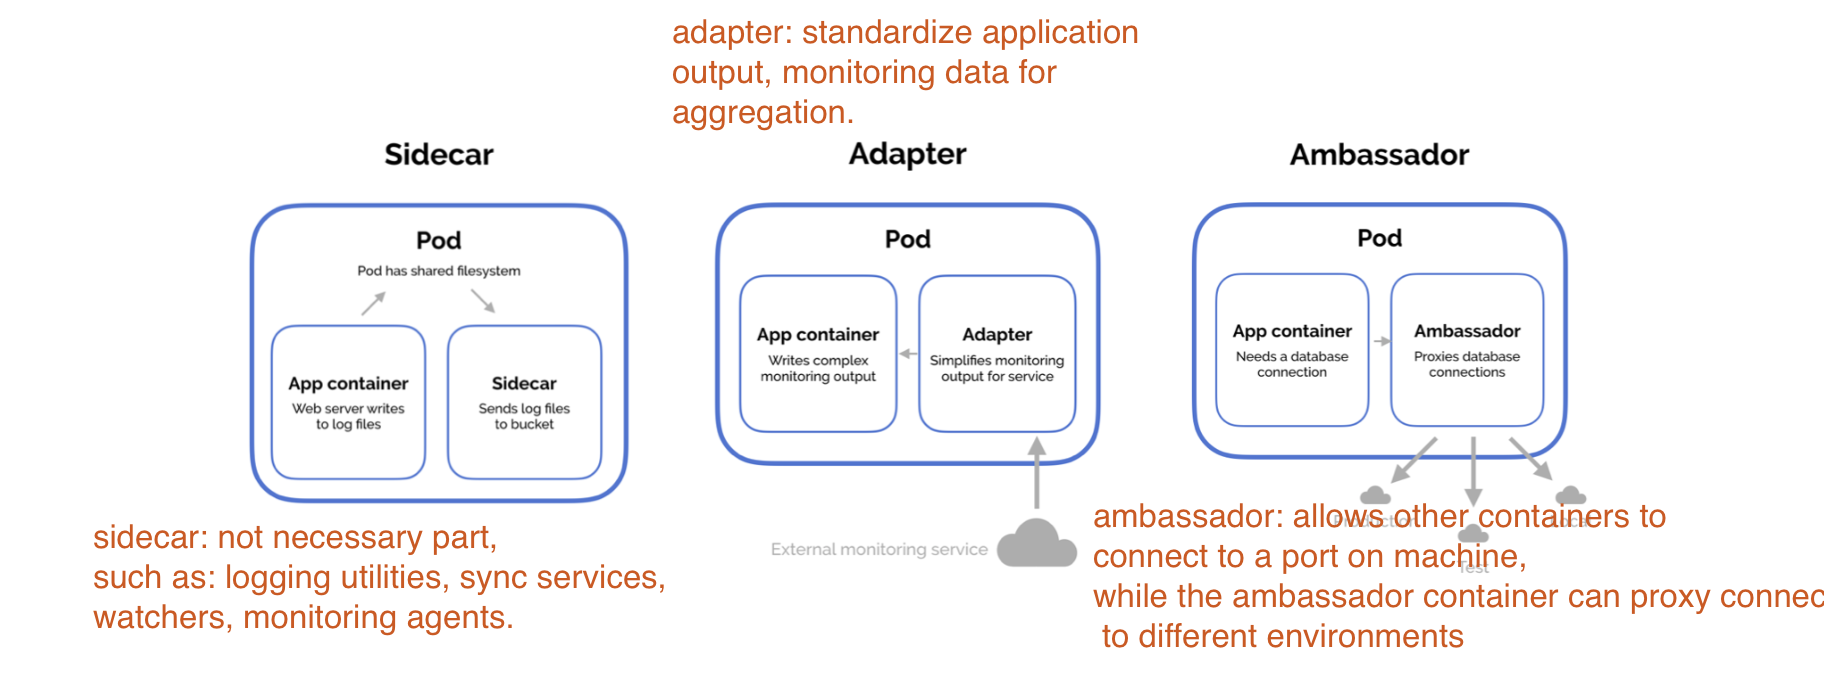 adapter: standardize application
output, monitoring data for
aggregation.
Sidecar
Pod
Pod has shared filesystem
App container
Web server writes
to log files
Sidecar
Sends log files
to bucket
sidecar: not necessary part,
such as: logging utilities, sync services,
watchers, monitoring agents.
Adapter
Pod
App container
Writes complex
monitoring output
Adapter
Simplifies monitoring
output for service
External monitoring service
Ambassador
Pod
App container
Needs a database
connection
Ambassador
Proxies database
connections
Production
Test
ambassador: allows other containers to
connect to a port on machine,
while the ambassador container can proxy connec
to different environments